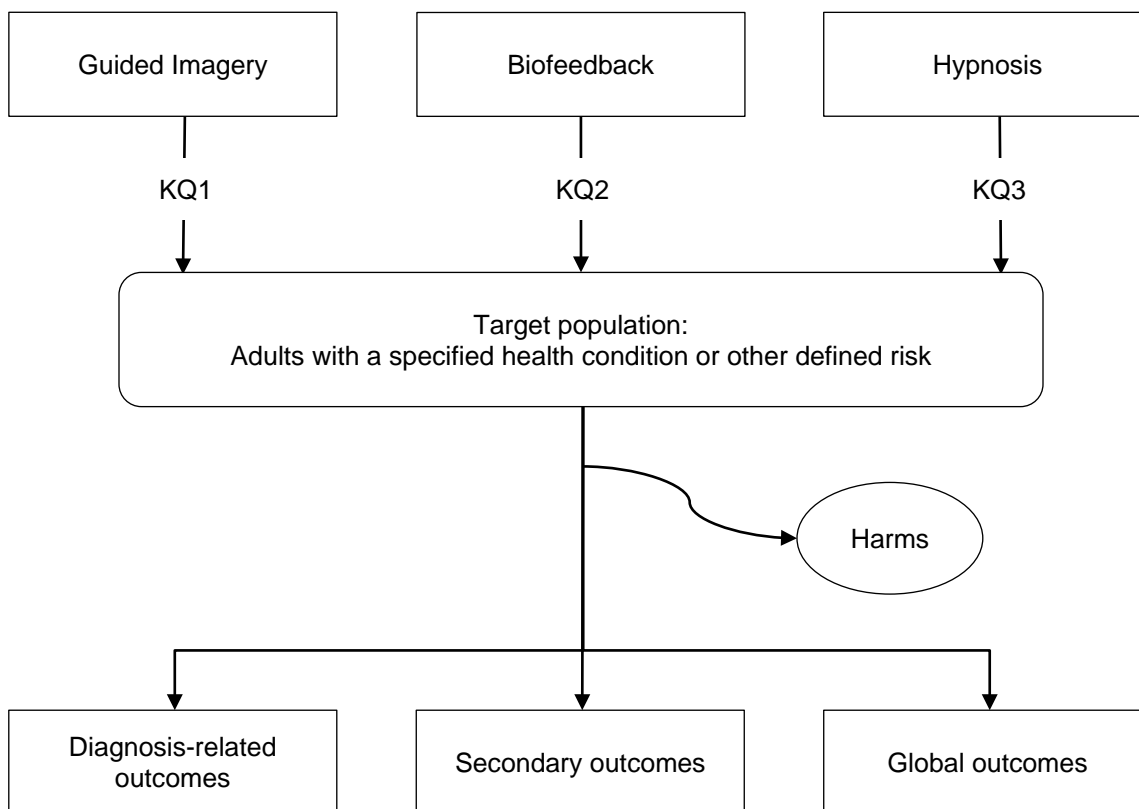 Guided Imagery
Biofeedback
Hypnosis
KQ1
KQ2
KQ3
Target population:
Adults with a specified health condition or other defined risk
Harms
Diagnosis-related
outcomes
Secondary outcomes
Global outcomes